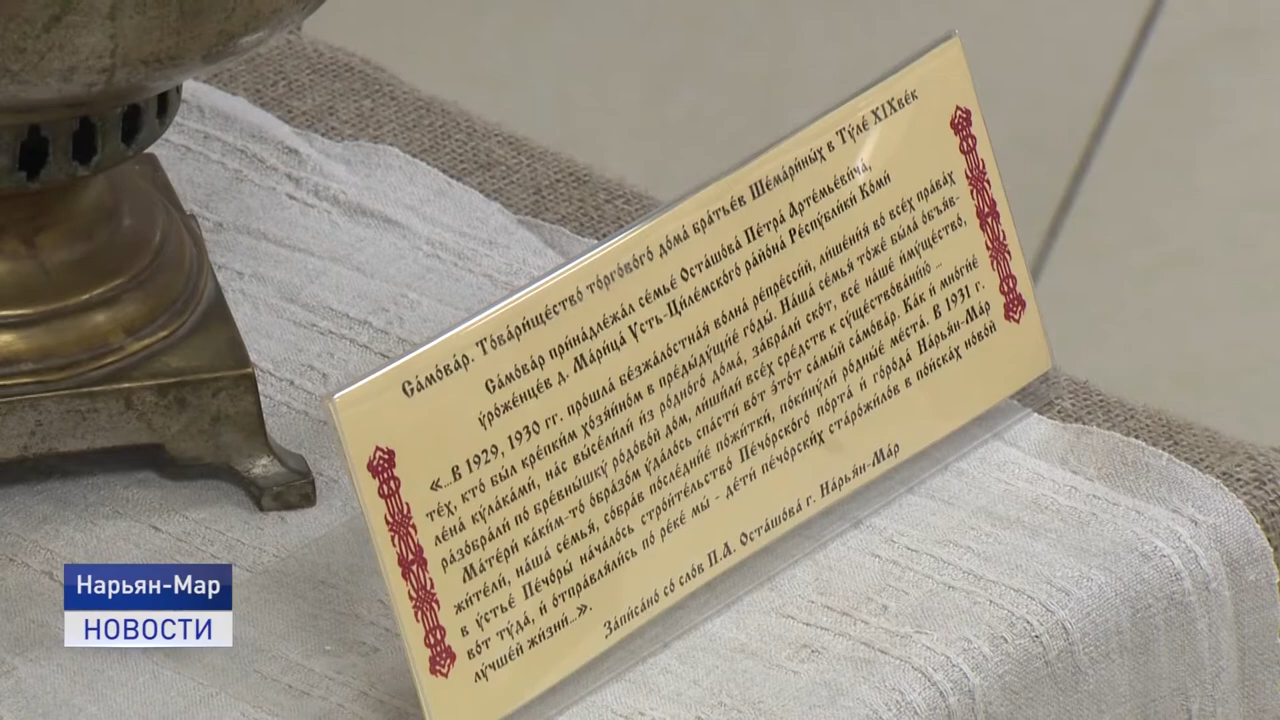 Самовар. Товарищество торгового дома братьев Шемариных в Туле XIXвек
Самовар принадлежал семье Осташова Петра Артемьевича,
уроженцев д. Марица Усть-Цилемского района Республики Коми
«...В 1929, 1930 гг. прошла безжалостная волна репрессий, лишения во всех правах
тех, кто был крепким хозяином в предыдущие годы. Наша семья тоже была объяв-
лена кулаками, нас выселили из родного дома, забрали скот, всё наше имущество,
разобрали по брёвнышку родовой дом, лишили всех средств к существованию ...
Матери каким-то образом удалось спасти вот этот самый самовар. Как и многие
жители, наша семья, собрав последние пожитки, покинули родные места. В 1931 г.
в устье Печоры началось строительство Печорского порта и города Нарьян-Мар
вот туда, и отправлялись по реке мы - дети печорских старожилов в поисках новой
лучшей жизни...».
Записано со слов П.А. Осташова г. Нарьян-Мар
Нарьян-Мар
НОВОСТИ